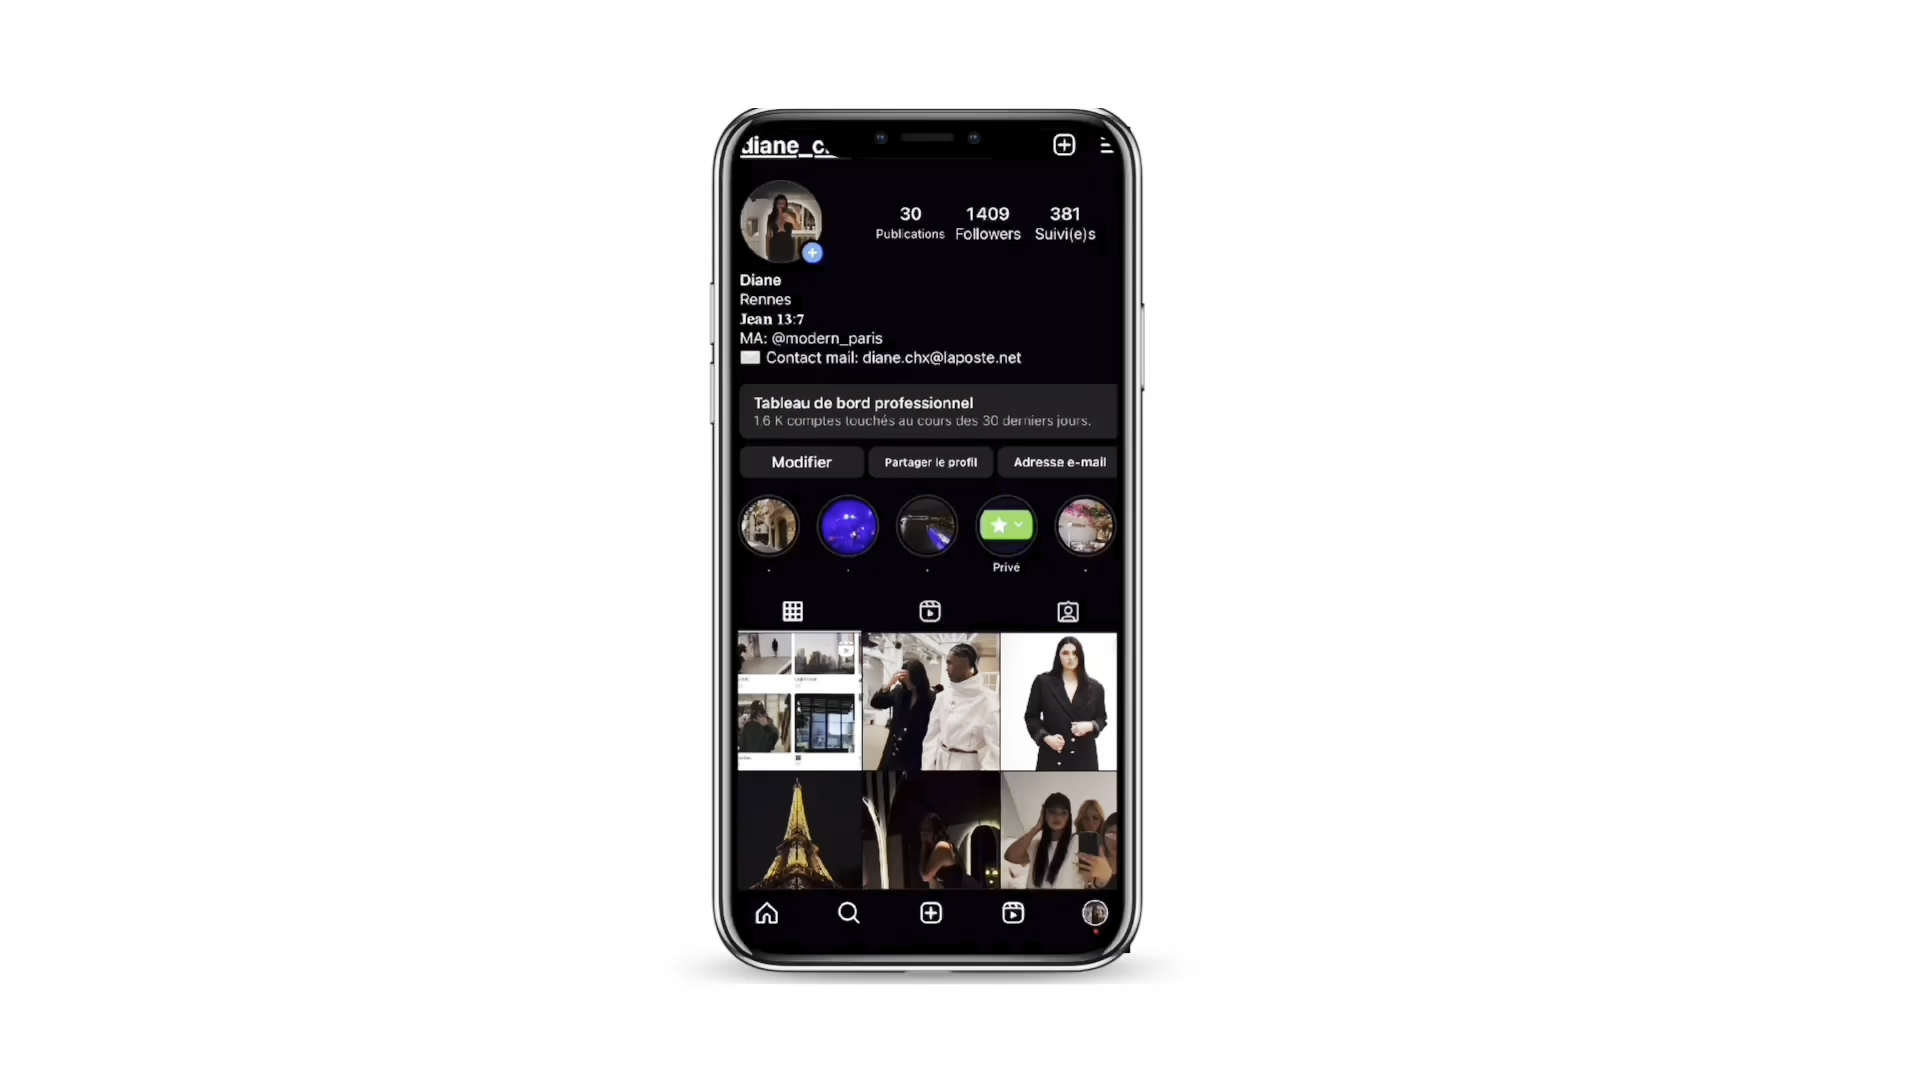 diane_c
30 1409 381
Publications Followers Suivi(e)s
Diane
Rennes
Jean 13:7
MA: @modern_paris
Contact mail: diane.chx@laposte.net
Tableau de bord professionnel
1,6 K comptes touchés au cours des 30 derniers jours.
Modifier Partager le profil Adresse e-mail
Privé